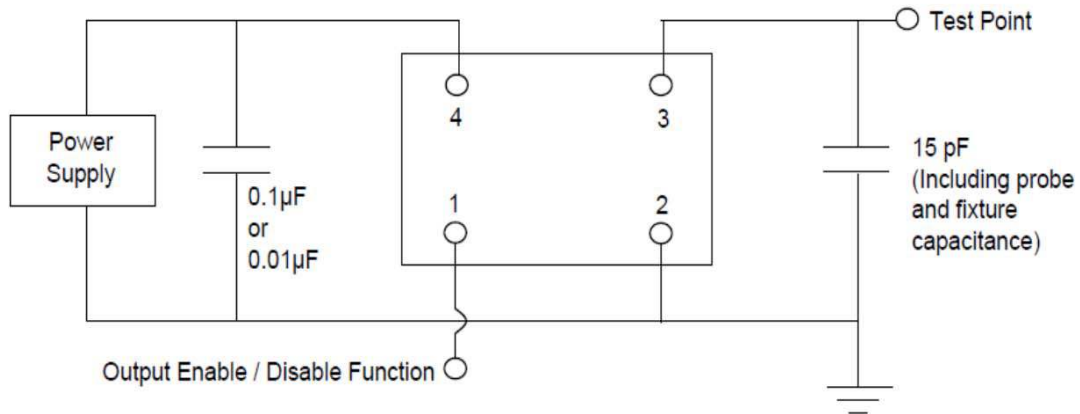 Test Point
4
3
Power
Supply
15 pF
(Including probe
and fixture
capacitance)
0.1µF
or
0.01µF
1
2
Output Enable / Disable Function